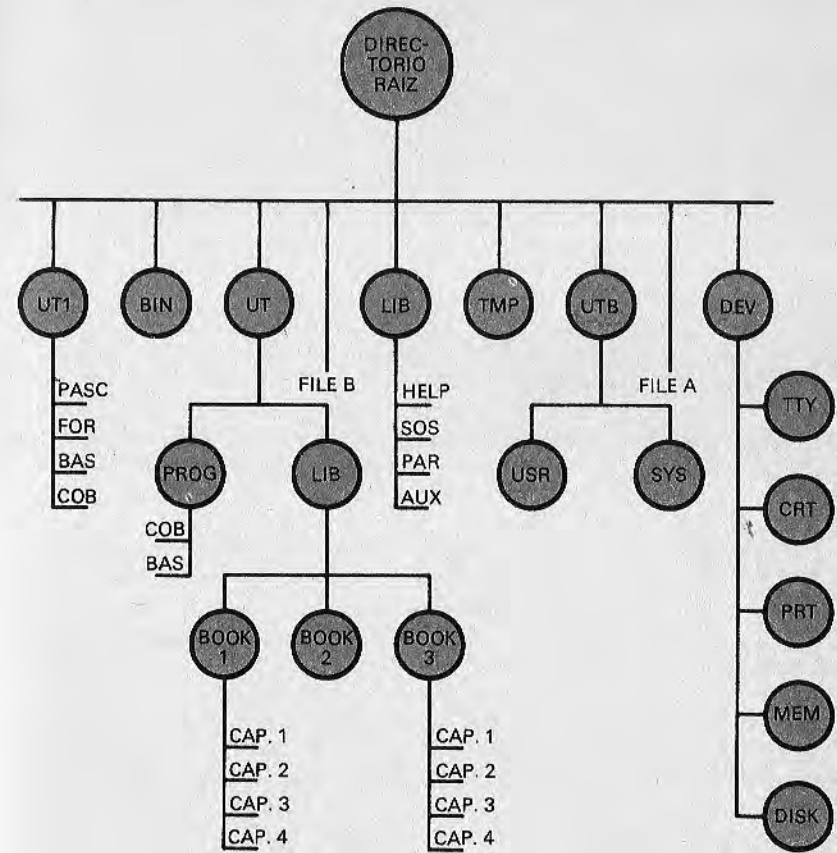 DIREC-
TORIO
RAIZ
UT1
BIN
UT
LIB
TMP
UTB
DEV
FILE B
FILE A
PASC
FOR
BAS
COB
HELP
SOS
PAR
AUX
PROG
LIB
USR
SYS
TTY
CRT
PRT
MEM
DISK
COB
BAS
BOOK
1
BOOK
2
BOOK
3
CAP. 1
CAP. 2
CAP. 3
CAP. 4
CAP. 1
CAP. 2
CAP. 3
CAP. 4